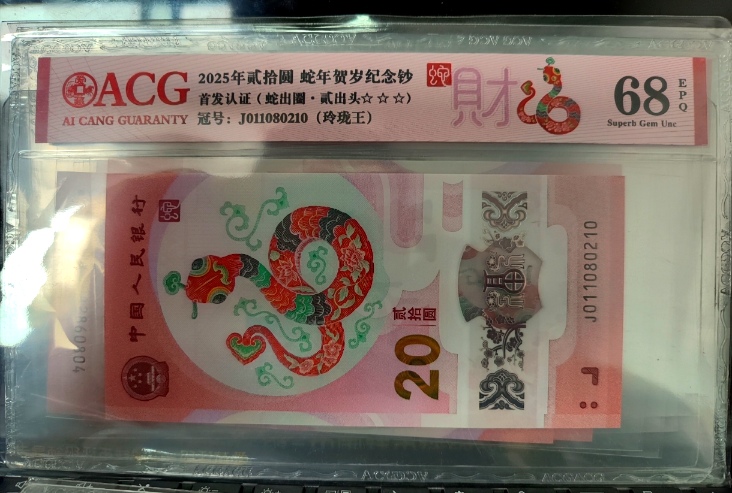 ACG
AI CANG GUARANTY
2025年贰拾圆 蛇年贺岁纪念钞
首发认证（蛇出圈·贰出头☆☆☆）
冠号：J011080210（玲珑王）
蛇
財
68
EPQ
Superb Gem Unc
中国人民银行
贰拾圆
20
J011080210